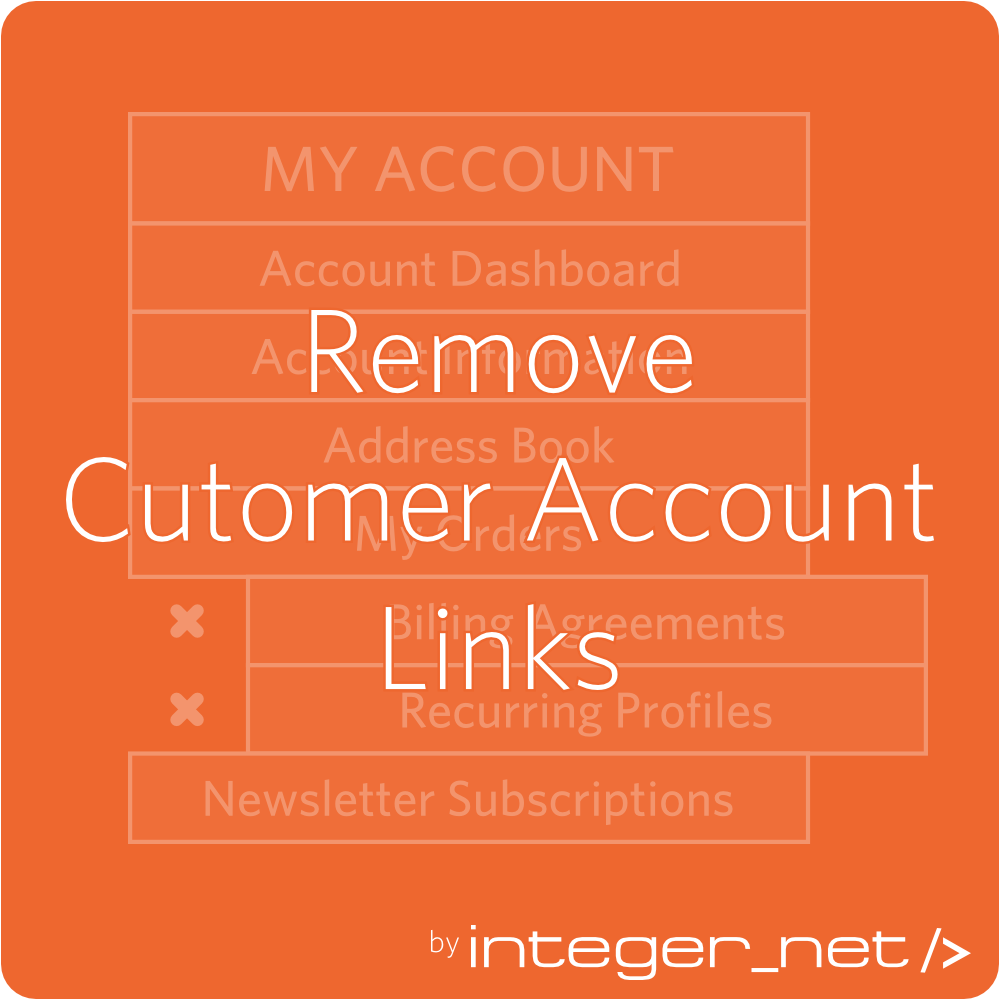 MY ACCOUNT
Account Dashboard
Account Information
Remove
Address Book
Cutomer Account
My Orders
Billing Agreements
Links
Recurring Profiles
Newsletter Subscriptions
by integer_net />